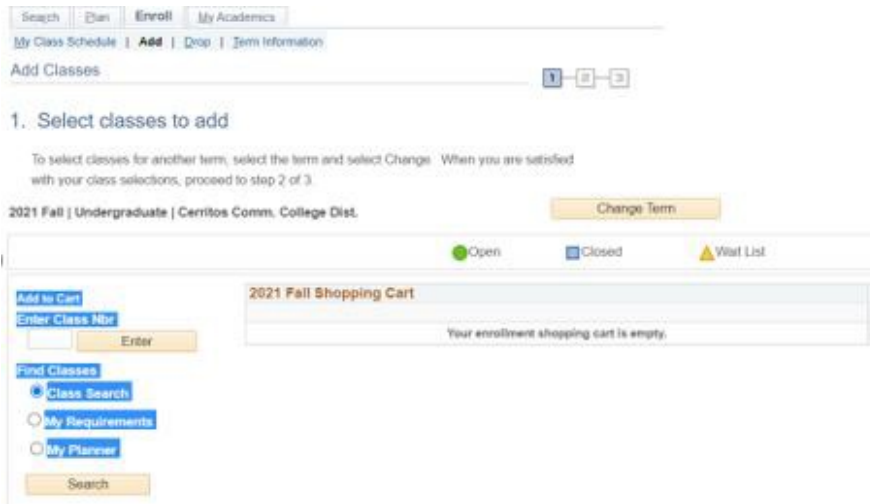 Search Plan Enroll My Academics
My Class Schedule | Add | Drop | Term Information
Add Classes
1 2 3
1. Select classes to add
To select classes for another term, select the term and select Change. When you are satisfied
with your class selections, proceed to step 2 of 3.
2021 Fall | Undergraduate | Cerritos Comm. College Dist.
Change Term
Open Closed Wait List
Add to Cart
Enter Class Nbr
Enter
Find Classes
Class Search
My Requirements
My Planner
Search
2021 Fall Shopping Cart
Your enrollment shopping cart is empty.